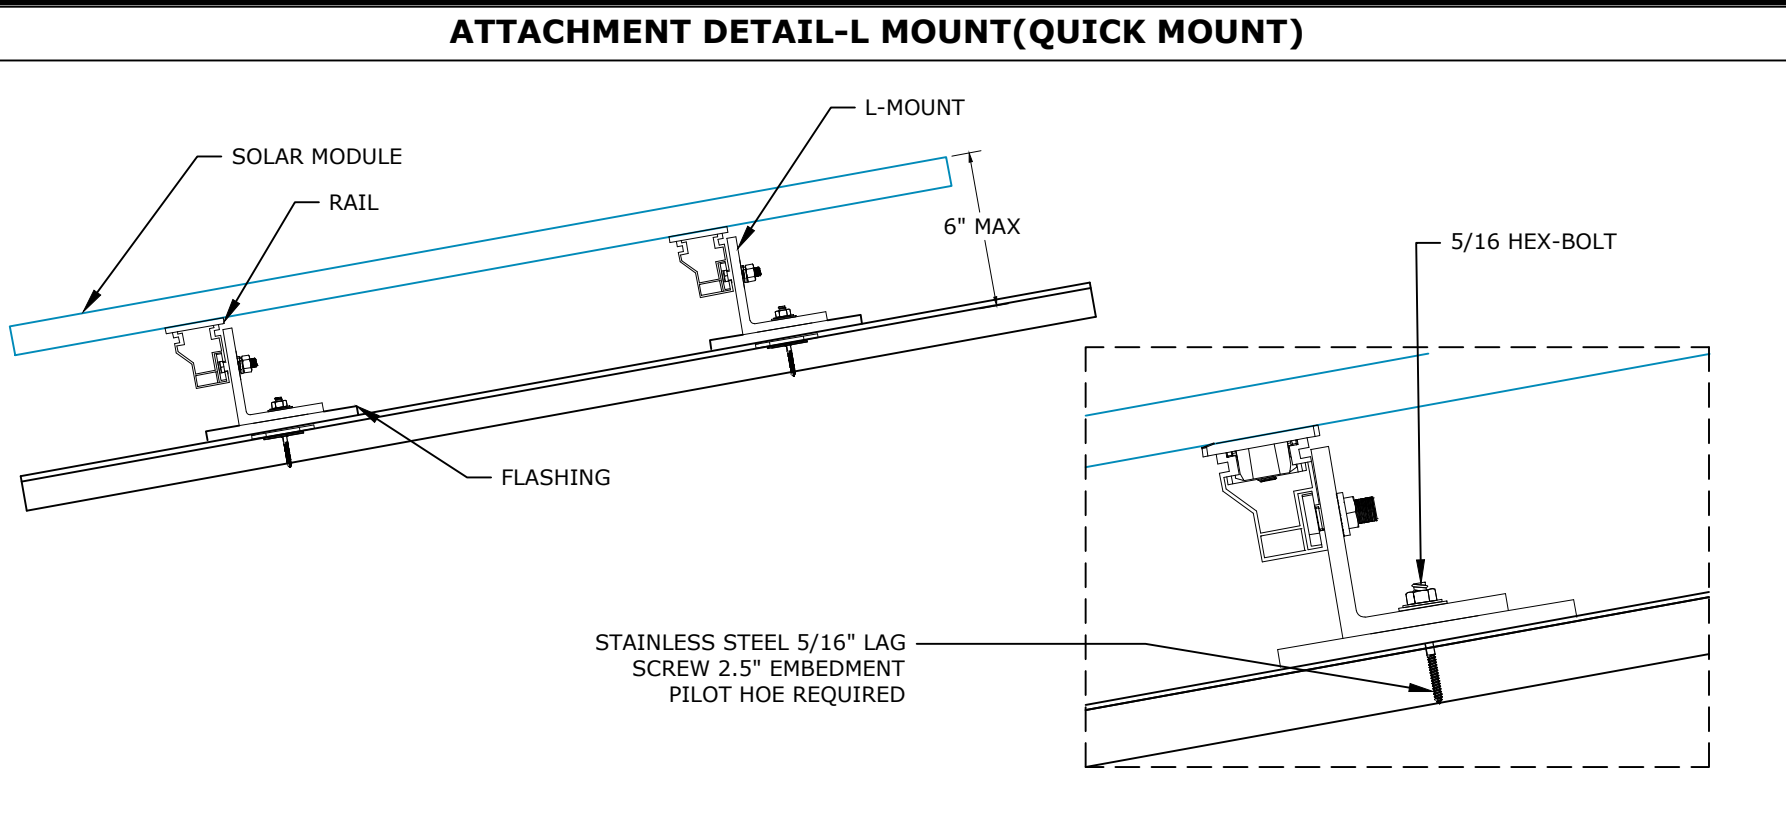 ATTACHMENT DETAIL-L MOUNT(QUICK MOUNT)
L-MOUNT
SOLAR MODULE
RAIL
6" MAX
5/16 HEX-BOLT
FLASHING
STAINLESS STEEL 5/16" LAG
SCREW 2.5" EMBEDMENT
PILOT HOE REQUIRED